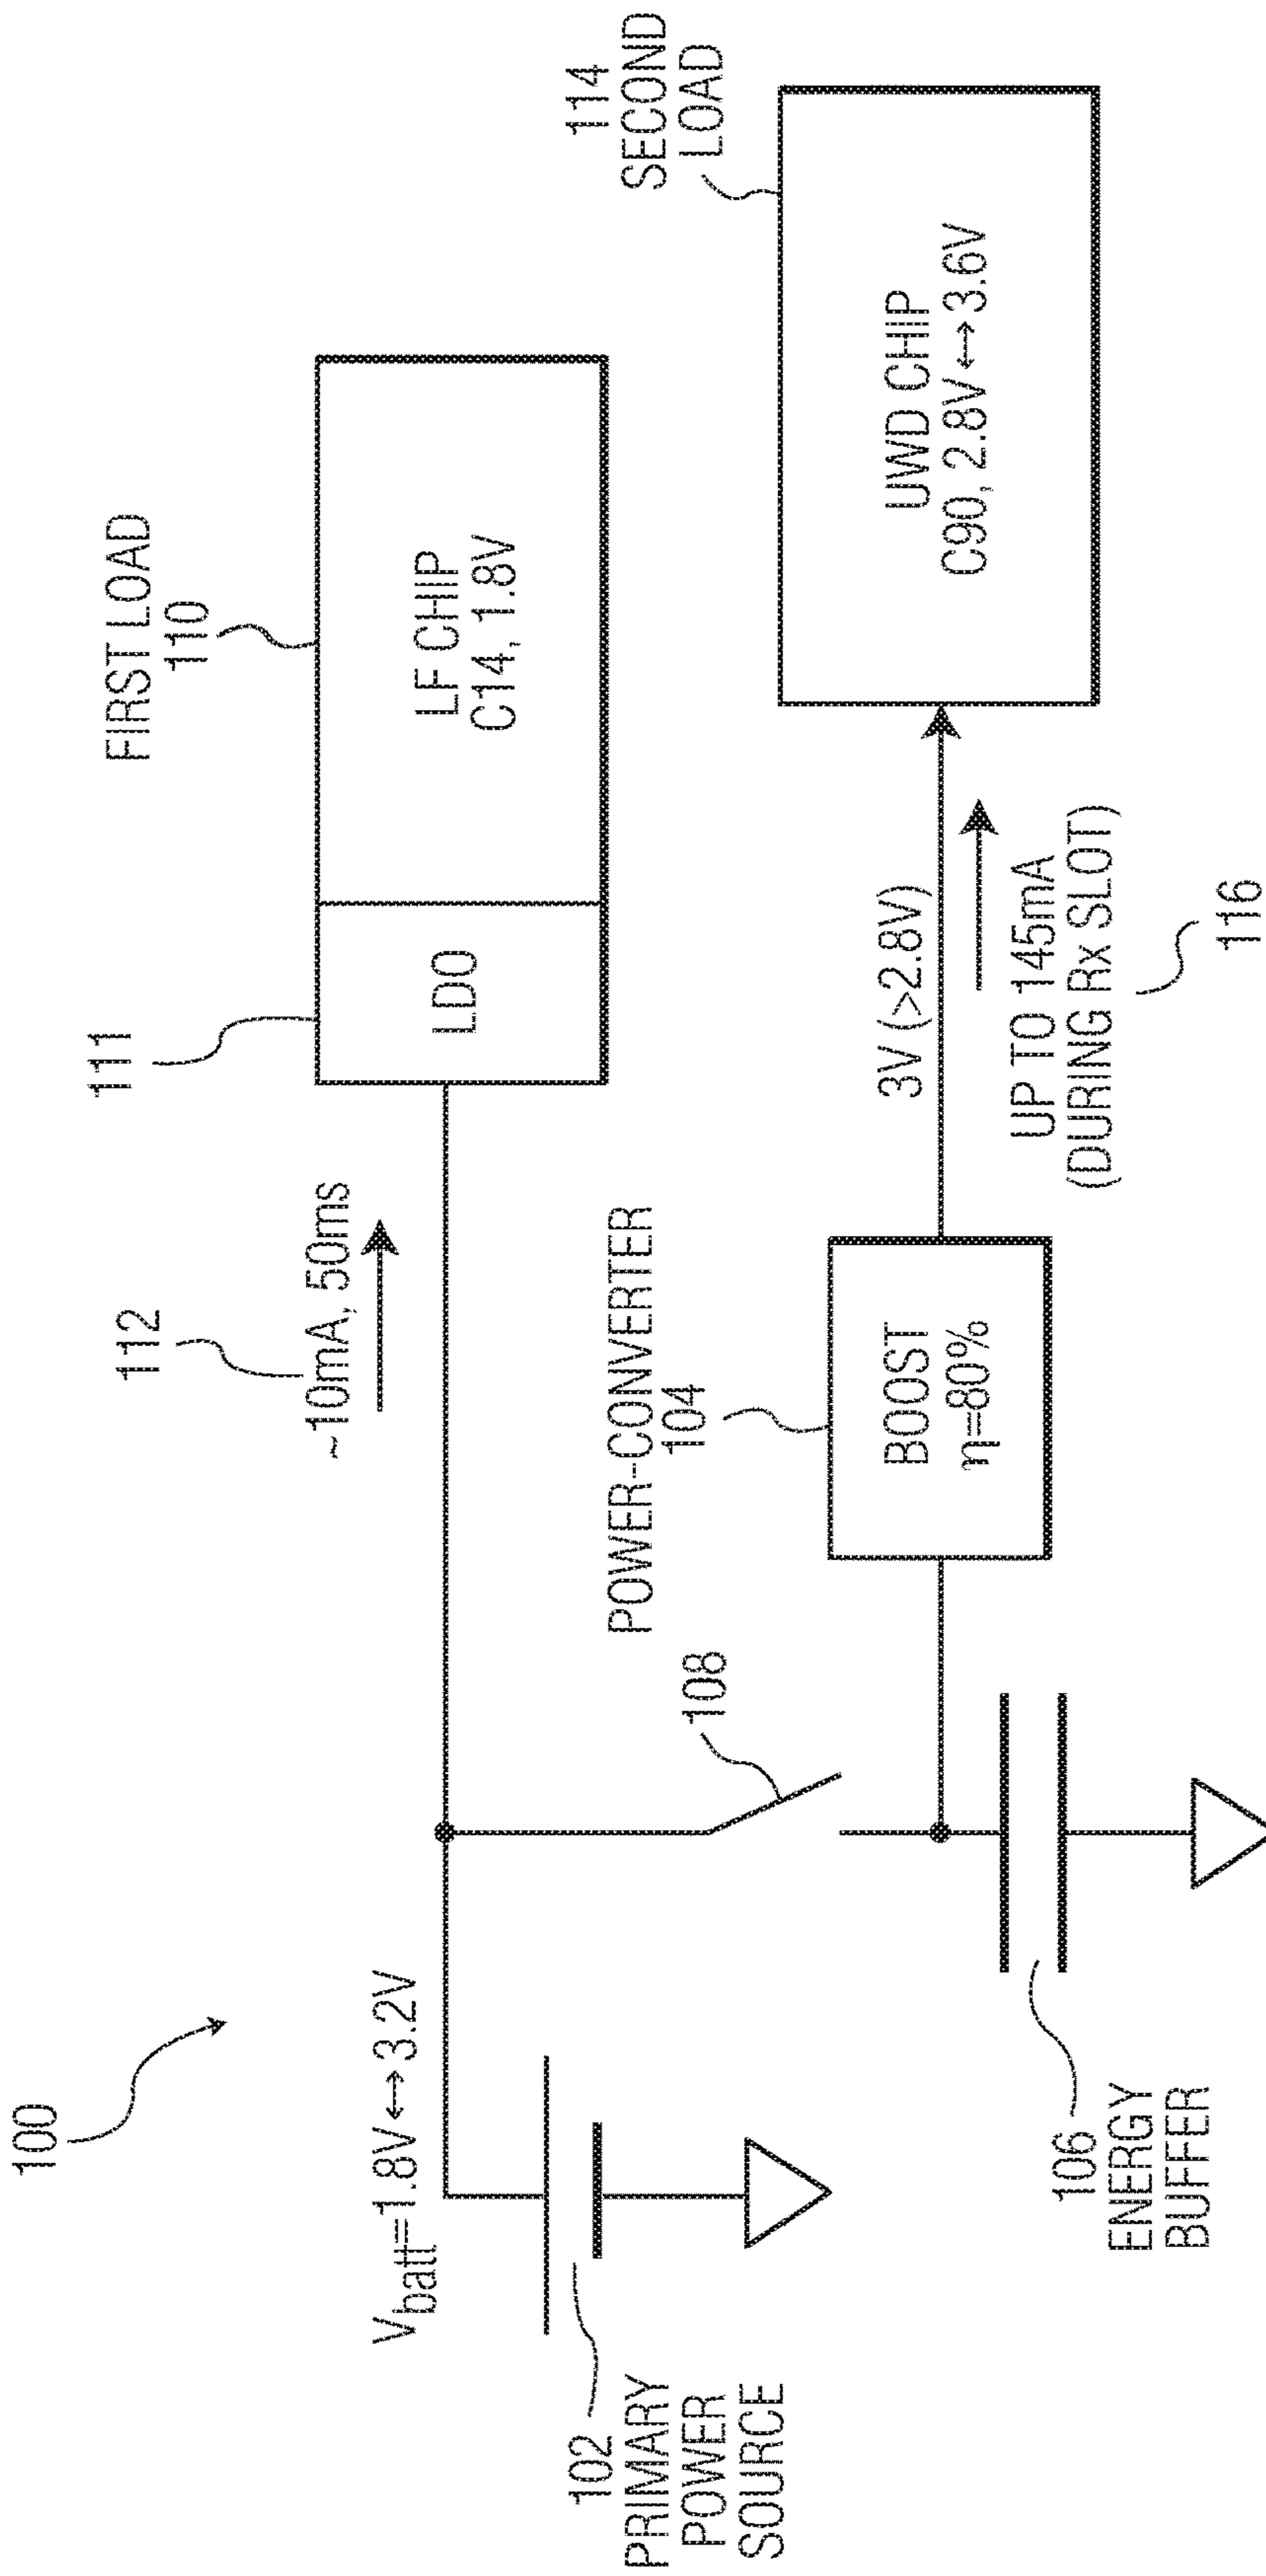 100
FIRST LOAD
110
111
112
~10mA, 50ms
V_batt=1.8V↔3.2V
LDO
LF CHIP
C14, 1.8V
102
PRIMARY
POWER
SOURCE
108
POWER-CONVERTER
104
BOOST
η=80%
106
ENERGY
BUFFER
3V (>2.8V)
UP TO 145mA
(DURING Rx SLOT)
116
114
SECOND
LOAD
UWD CHIP
C90, 2.8V↔3.6V